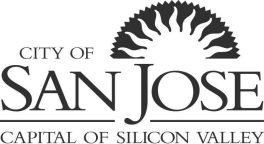 CITY OF
SAN JOSE
CAPITAL OF SILICON VALLEY